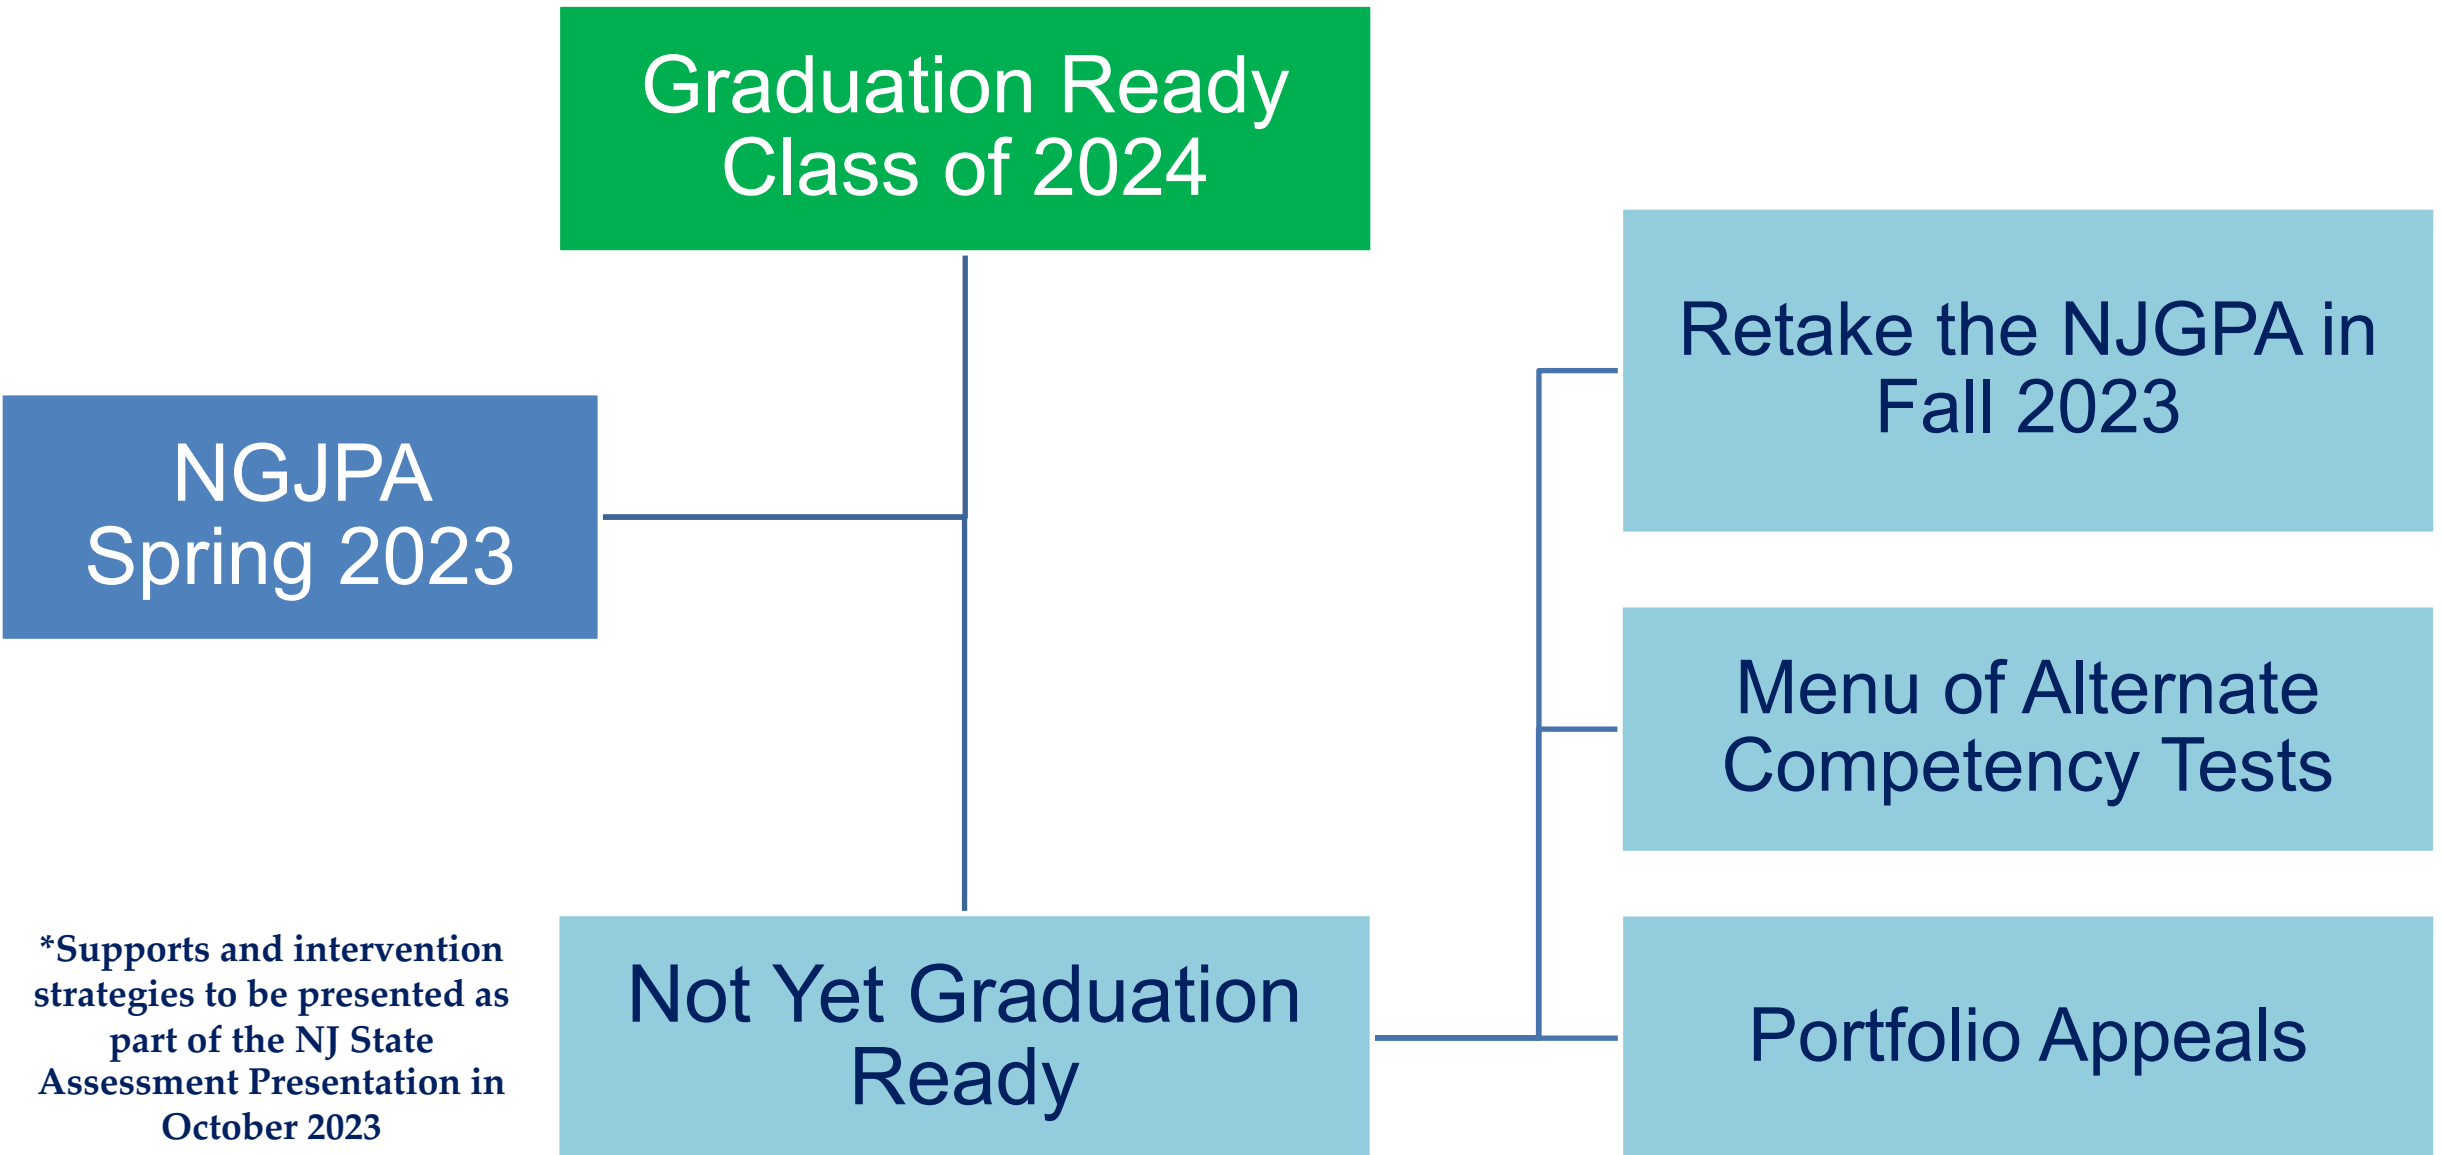 Graduation Ready
Class of 2024
NGJPA
Spring 2023
Retake the NJGPA in
Fall 2023
Menu of Alternate
Competency Tests
Not Yet Graduation
Ready
Portfolio Appeals
*Supports and intervention
strategies to be presented as
part of the NJ State
Assessment Presentation in
October 2023